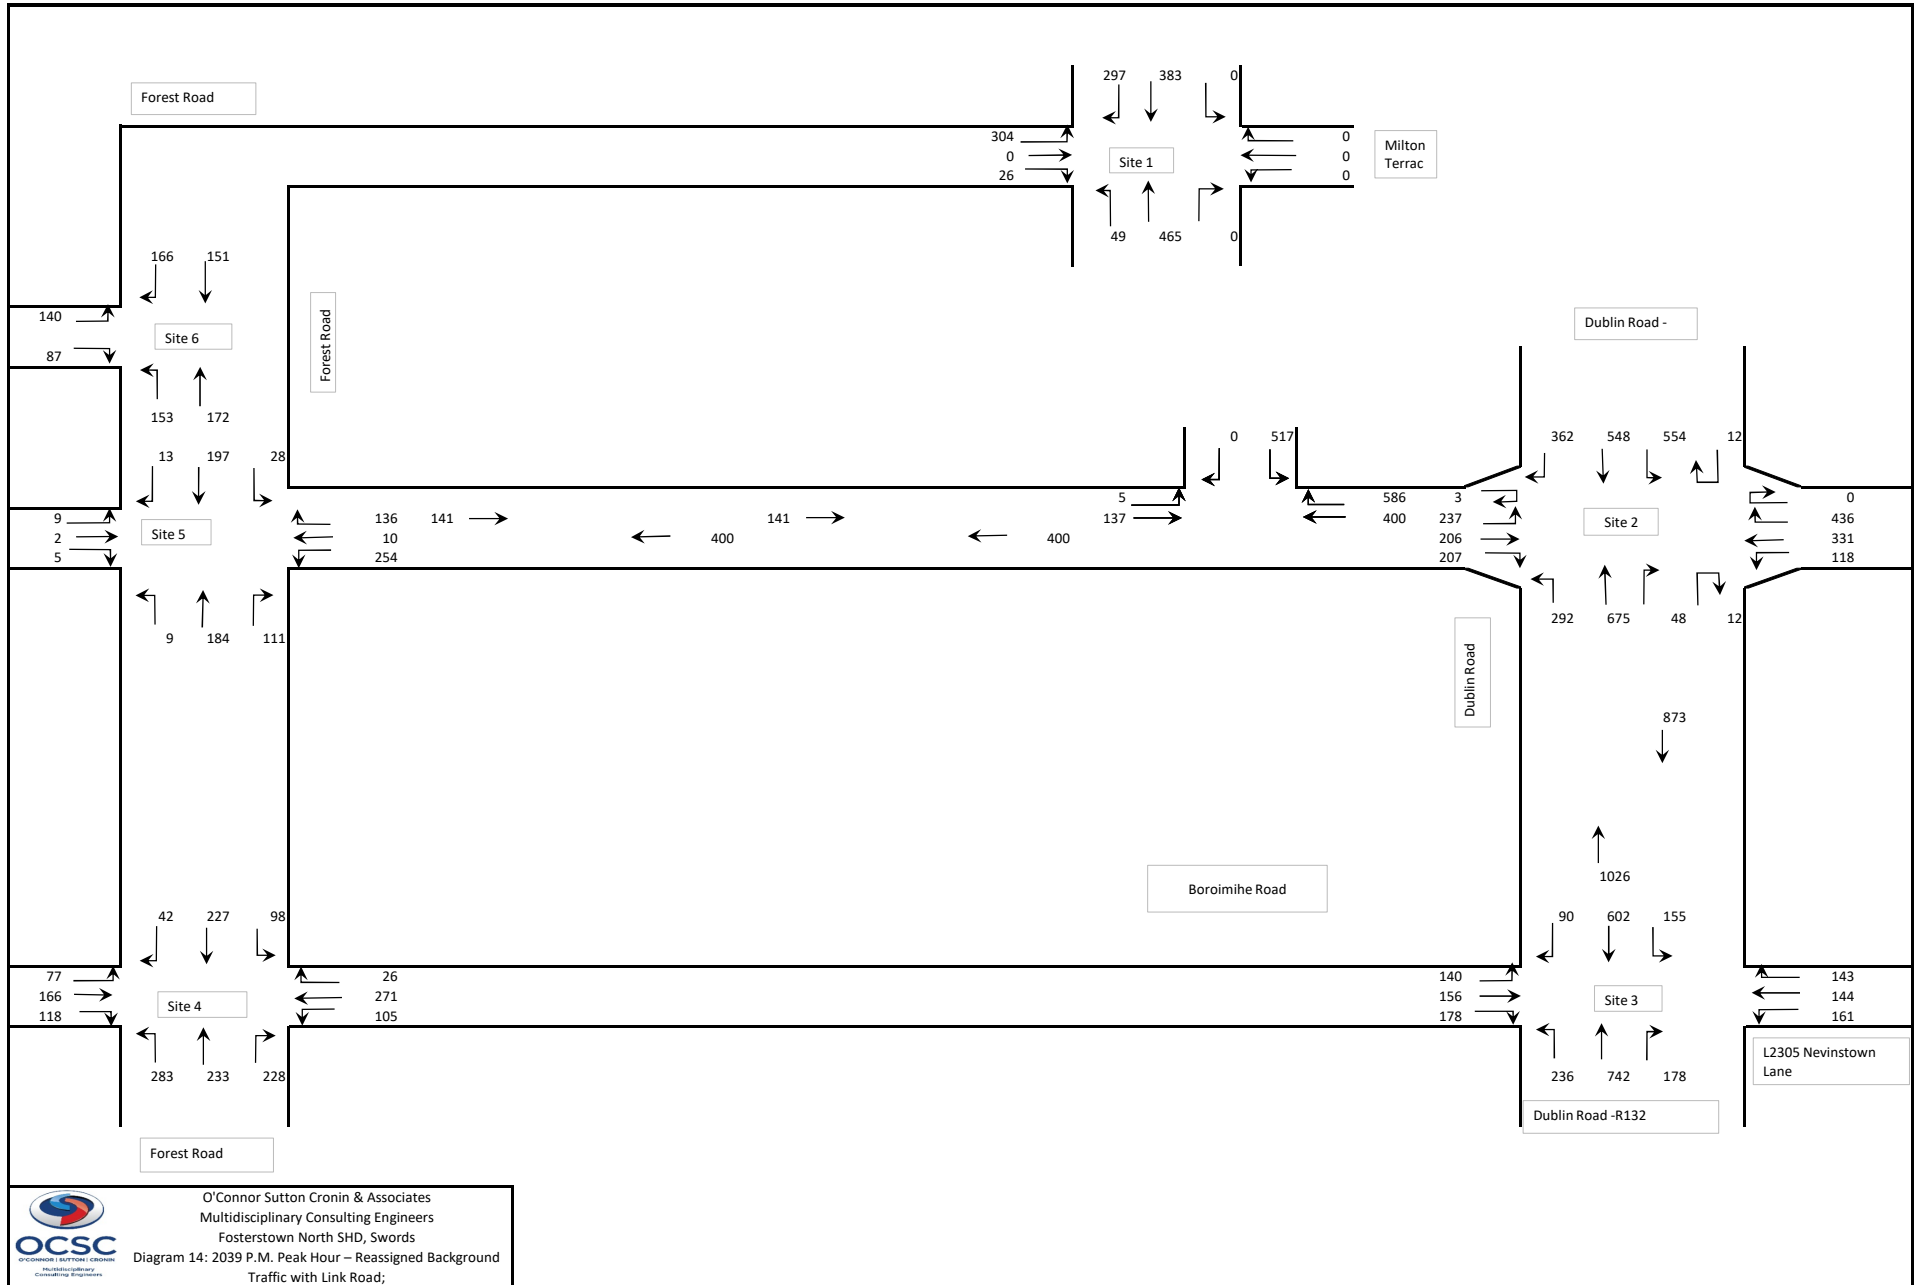 297 383 0
Forest Road
304
0
26
Site 1
0
0
0
Milton
Terrac
49 465 0
166 151
140
87
Site 6
Forest Road
153 172
Dublin Road -
13 197 28
0 517
362 548 554 12
9
2
5
Site 5
136
10
254
141
141
400
400
5
137
586
400
3
237
206
207
Site 2
0
436
331
118
9 184 111
292 675 48 12
Dublin Road
873
1026
Boroimihe Road
42 227 98
90 602 155
77
166
118
Site 4
26
271
105
140
156
178
Site 3
143
144
161
283 233 228
236 742 178
L2305 Nevinstown
Lane
Dublin Road -R132
Forest Road
OCSC
O'CONNOR | SUTTON | CRONIN
Multidisciplinary
Consulting Engineers
O'Connor Sutton Cronin & Associates
Multidisciplinary Consulting Engineers
Fosterstown North SHD, Swords
Diagram 14: 2039 P.M. Peak Hour – Reassigned Background
Traffic with Link Road;